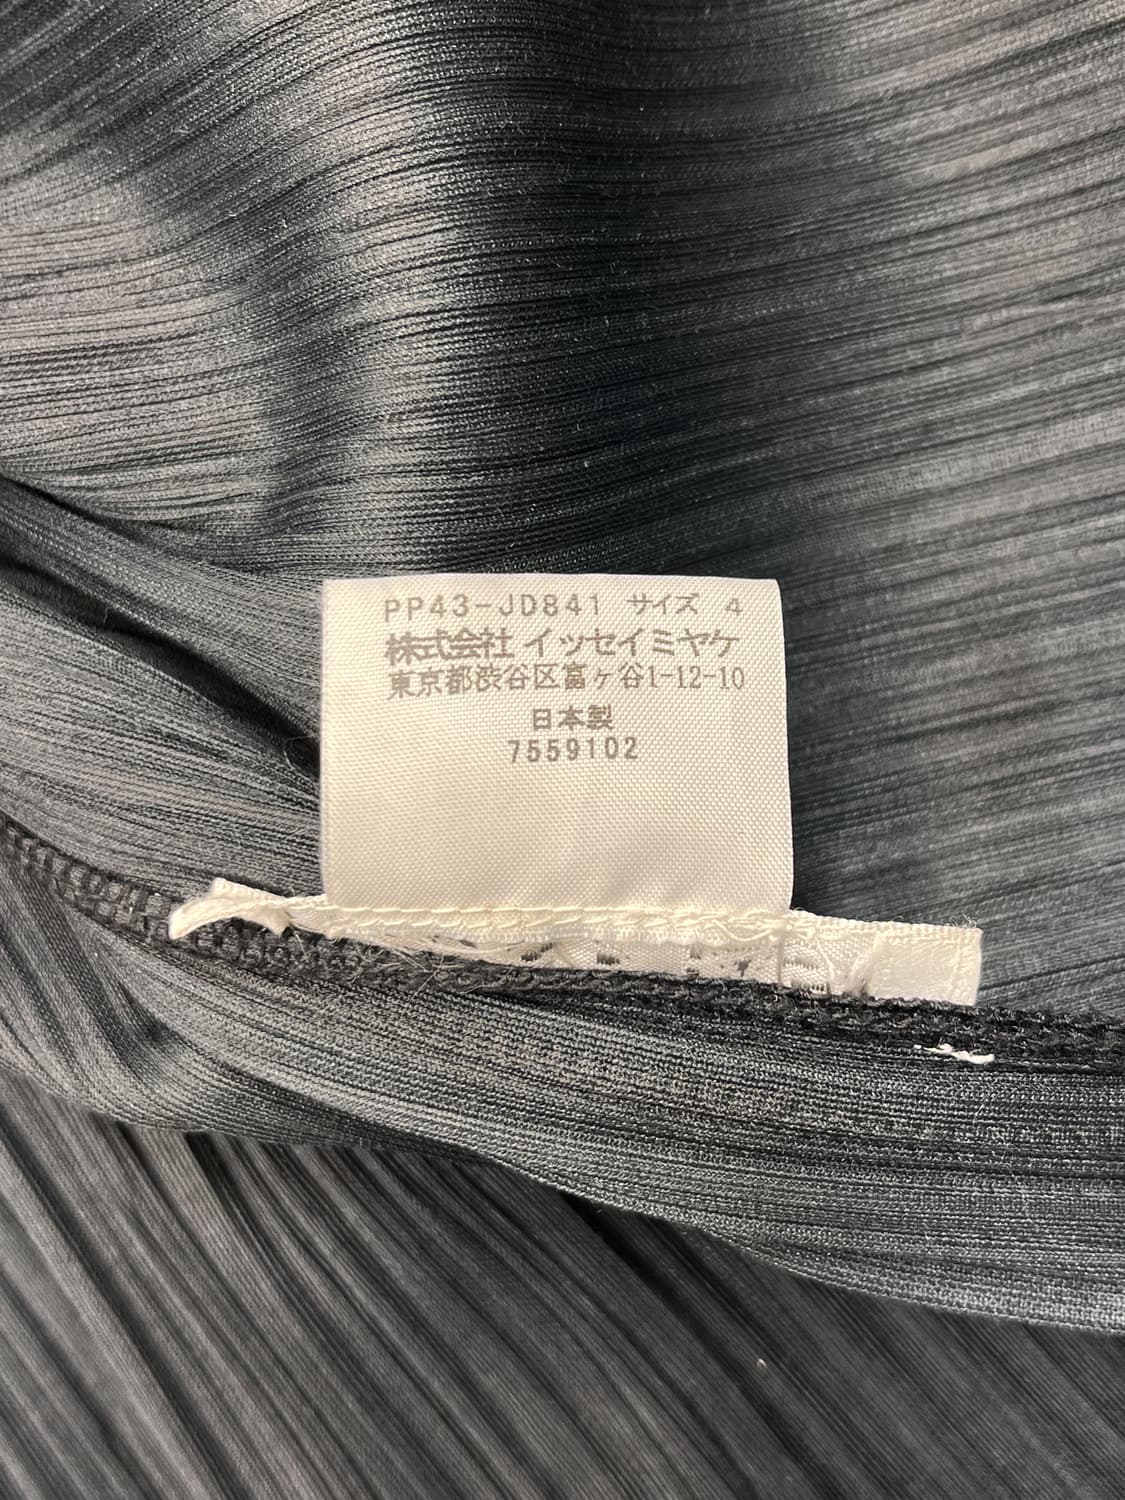 PP43-JD841 サイズ 4
株式会社 イッセイミヤケ
東京都渋谷区富ヶ谷1-12-10
日本製
7559102